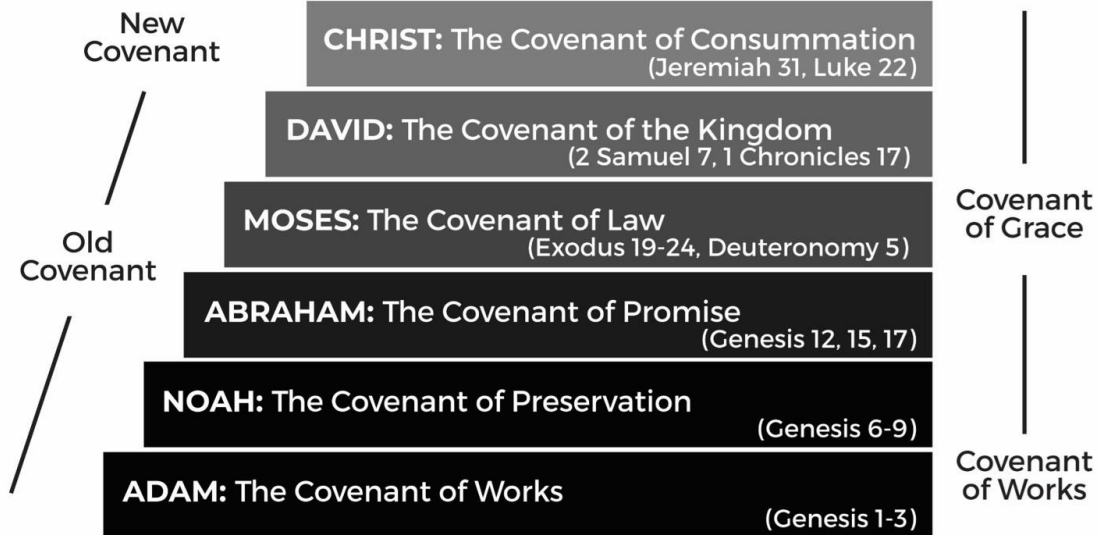 New
Covenant
CHRIST: The Covenant of Consummation
(Jeremiah 31, Luke 22)
DAVID: The Covenant of the Kingdom
(2 Samuel 7, 1 Chronicles 17)
MOSES: The Covenant of Law
(Exodus 19-24, Deuteronomy 5)
Covenant
of Grace
Old
Covenant
ABRAHAM: The Covenant of Promise
(Genesis 12, 15, 17)
NOAH: The Covenant of Preservation
(Genesis 6-9)
ADAM: The Covenant of Works
(Genesis 1-3)
Covenant
of Works